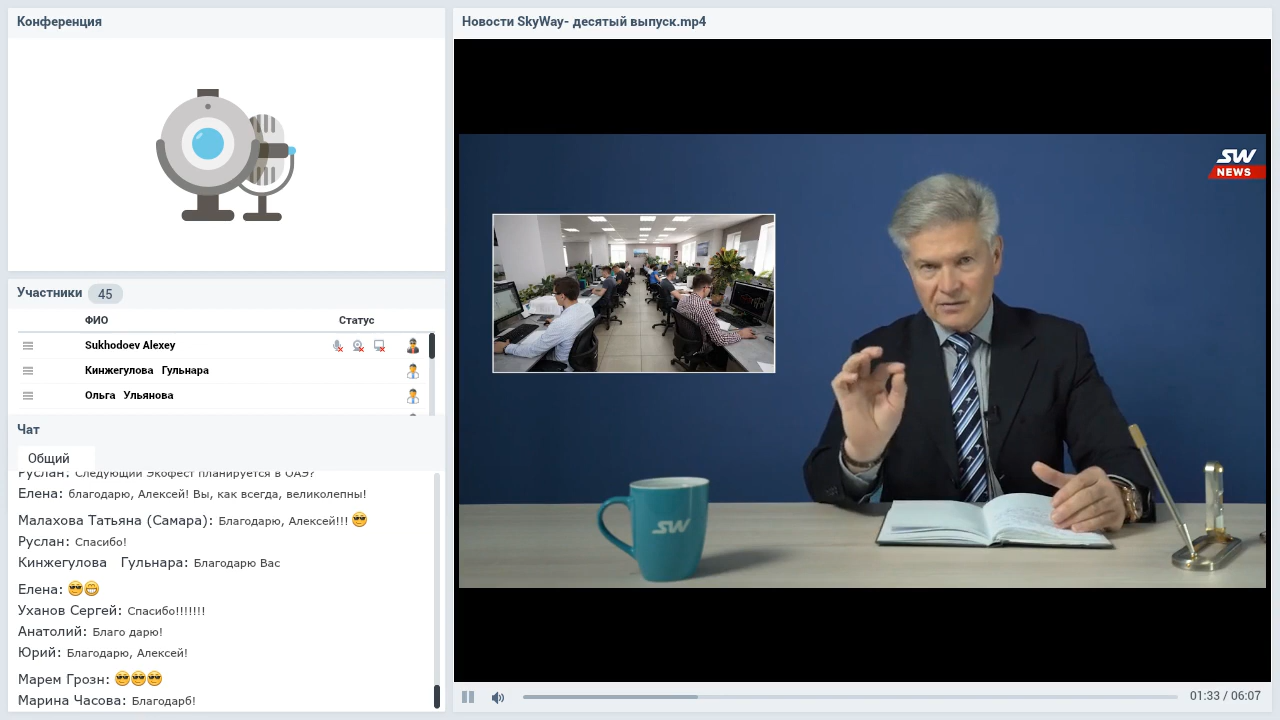 Конференция
Новости SkyWay- десятый выпуск.mp4
SW
NEWS
SW
01:33 / 06:07
Участники 45
ФИО Статус
Sukhodoev Alexey
Кинжегулова Гульнара
Ольга Ульянова
Чат
Общий
Руслан: Следующий Экофест планируется в ОАЭ?
Елена: благодарю, Алексей! Вы, как всегда, великолепны!
Малахова Татьяна (Самара): Благодарю, Алексей!!!
Руслан: Спасибо!
Кинжегулова Гульнара: Благодарю Вас
Елена:
Уханов Сергей: Спасибо!!!!!!!
Анатолий: Благо дарю!
Юрий: Благодарю, Алексей!
Марем Грозн:
Марина Часова: Благодарб!